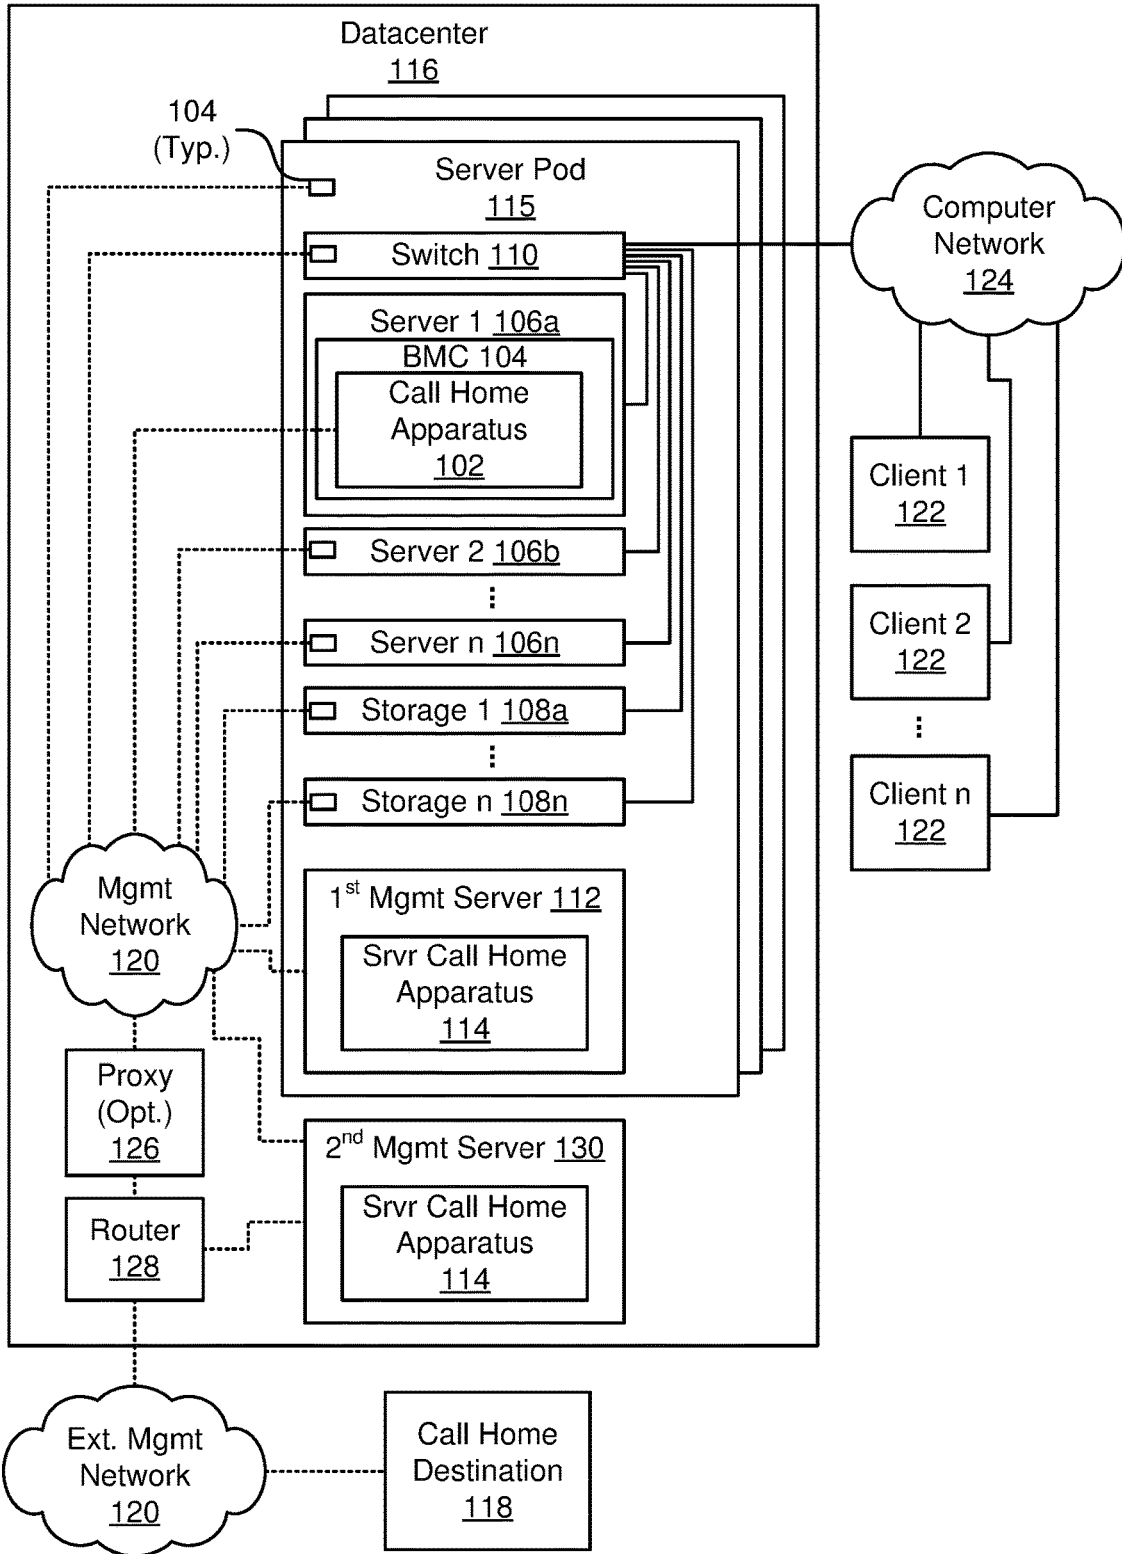 Datacenter
116
104
(Typ.)
Server Pod
115
Switch 110
Server 1 106a
BMC 104
Call Home
Apparatus
102
Server 2 106b
⋮
Server n 106n
Storage 1 108a
⋮
Storage n 108n
1st Mgmt Server 112
Srvr Call Home
Apparatus
114
Computer
Network
124
Client 1
122
Client 2
122
⋮
Client n
122
Mgmt
Network
120
Proxy
(Opt.)
126
Router
128
2nd Mgmt Server 130
Srvr Call Home
Apparatus
114
Ext. Mgmt
Network
120
Call Home
Destination
118